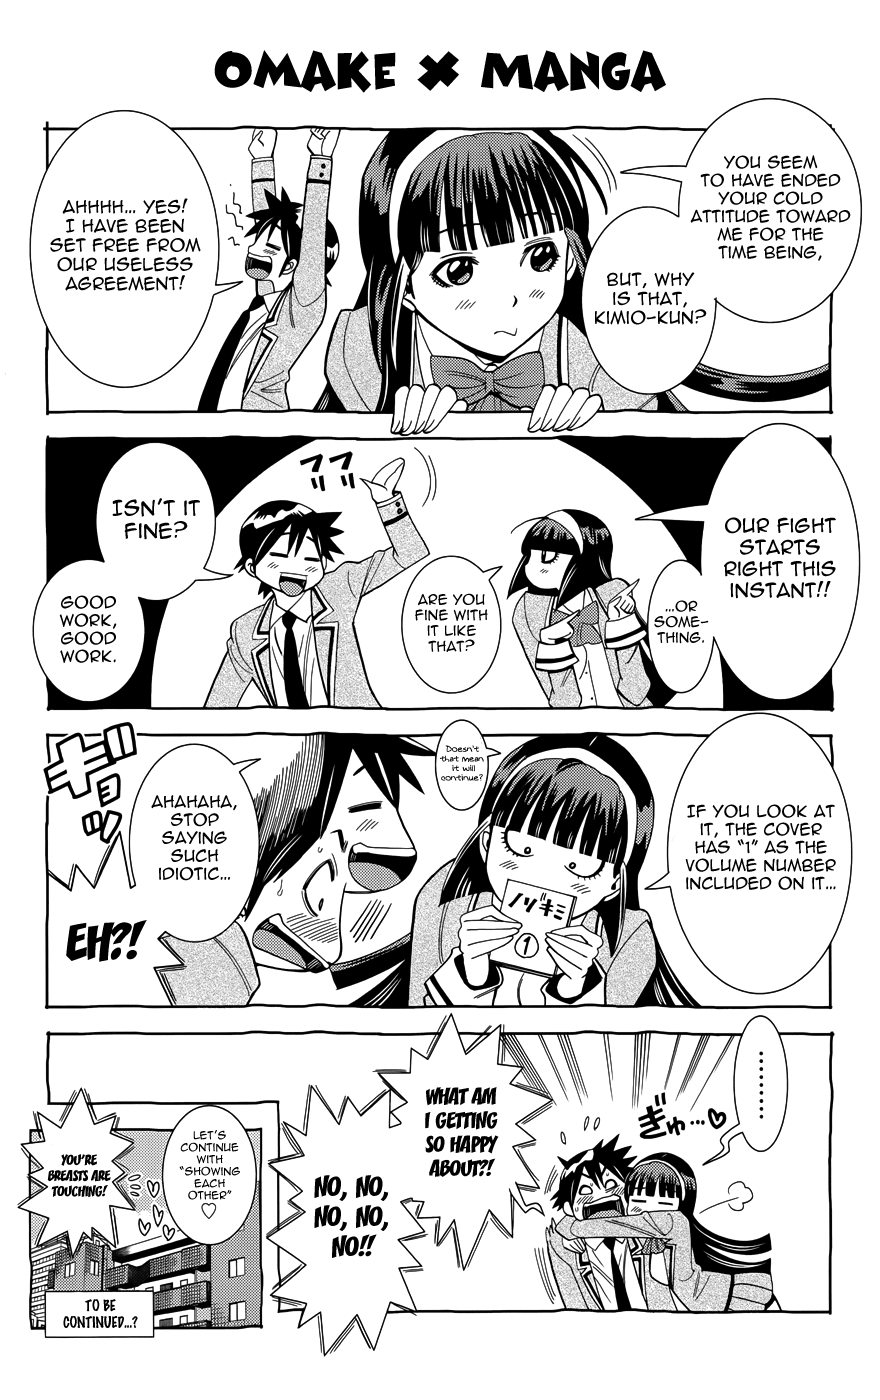 OMAKE × MANGA
YOU SEEM
TO HAVE ENDED
YOUR COLD
ATTITUDE TOWARD
ME FOR THE
TIME BEING,
BUT, WHY
IS THAT,
KIMIO-KUN?
AHHHH... YES!
I HAVE BEEN
SET FREE FROM
OUR USELESS
AGREEMENT!
OUR FIGHT
STARTS
RIGHT THIS
INSTANT!!
...OR
SOME-
THING.
ARE YOU
FINE WITH
IT LIKE
THAT?
フフ
ISN'T IT
FINE?
GOOD
WORK,
GOOD
WORK.
IF YOU LOOK AT
IT, THE COVER
HAS "1" AS THE
VOLUME NUMBER
INCLUDED ON IT...
Doesn't
that mean
it will
continue?
ノゾキミ
1
AHAHAHA,
STOP
SAYING
SUCH
IDIOTIC...
ギョッ
EH?!
........
ぎゅ…♡
WHAT AM
I GETTING
SO HAPPY
ABOUT?!
NO, NO,
NO, NO,
NO!!
LET'S
CONTINUE
WITH
"SHOWING
EACH
OTHER"
♡
YOU'RE
BREASTS ARE
TOUCHING!
TO BE
CONTINUED...?